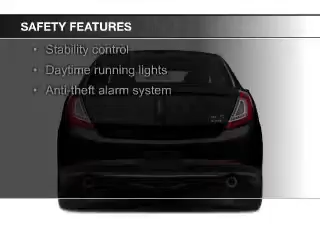 SAFETY FEATURES
• Stability control
• Daytime running lights
• Anti-theft alarm system